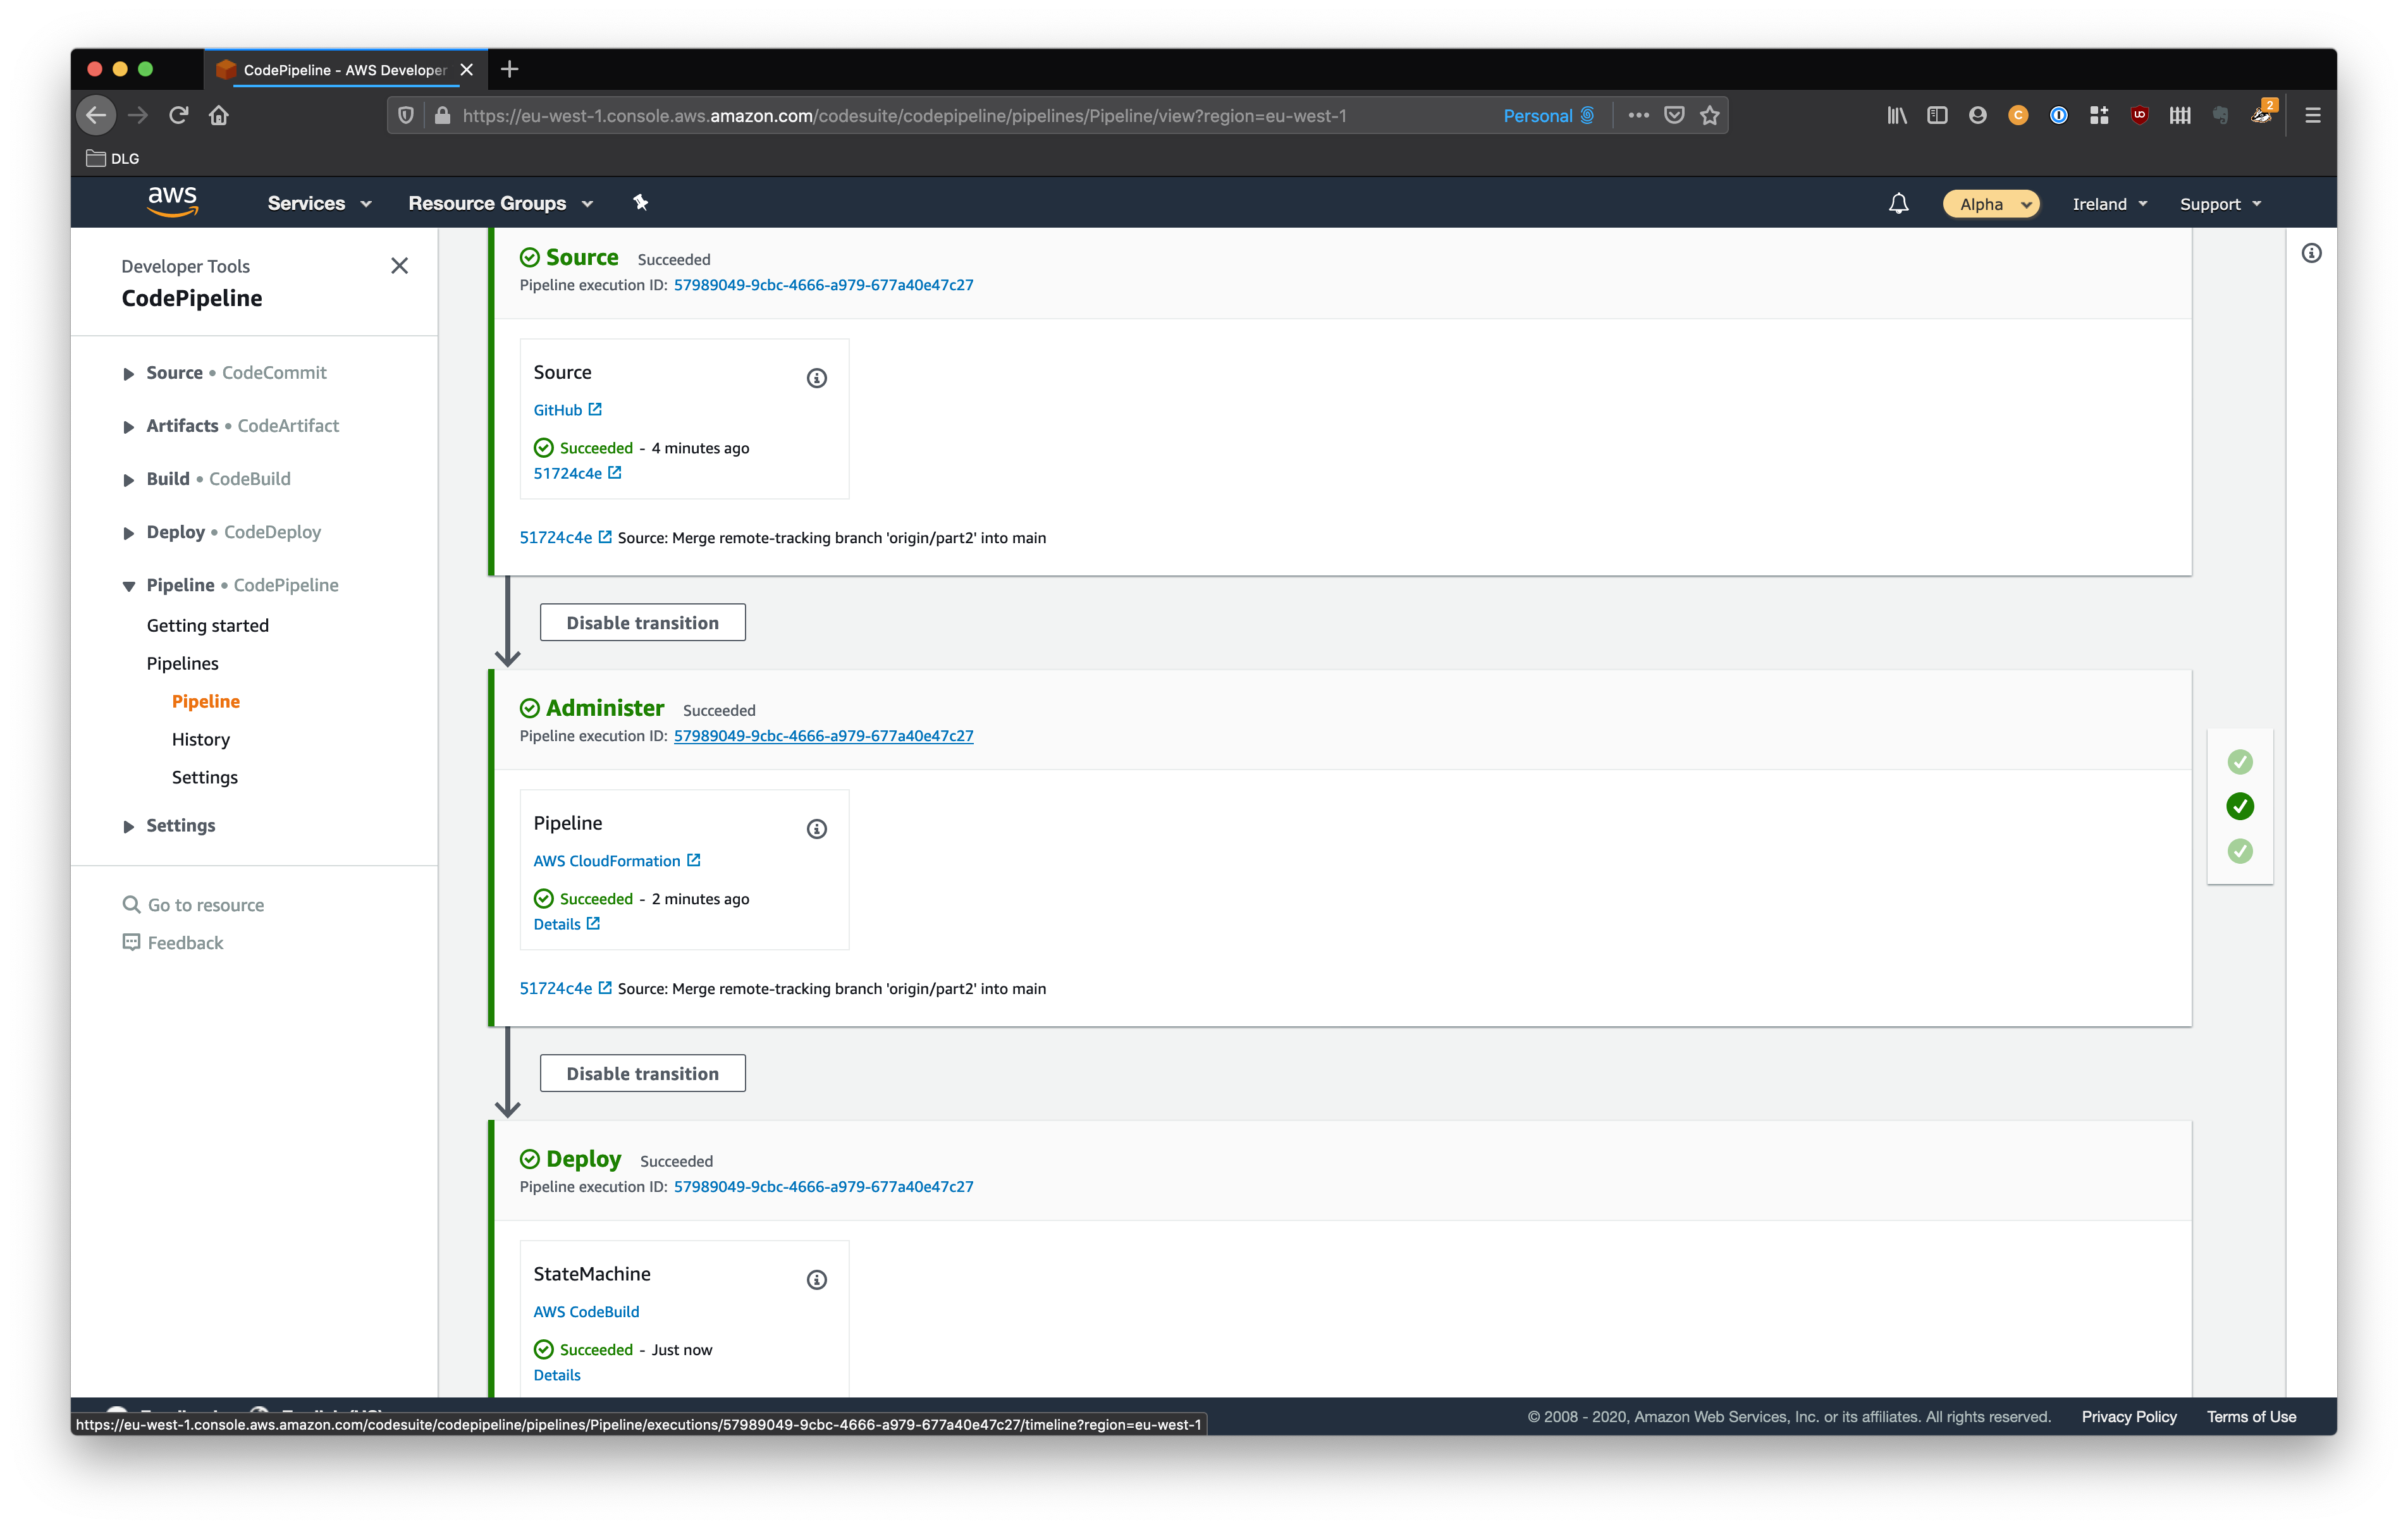 CodePipeline - AWS Developer
https://eu-west-1.console.aws.amazon.com/codesuite/codepipeline/pipelines/Pipeline/view?region=eu-west-1
Personal
2
DLG
aws
Services
Resource Groups
Alpha
Ireland
Support
Developer Tools
CodePipeline
Source • CodeCommit
Artifacts • CodeArtifact
Build • CodeBuild
Deploy • CodeDeploy
Pipeline • CodePipeline
Getting started
Pipelines
Pipeline
History
Settings
Settings
Go to resource
Feedback
Source Succeeded
Pipeline execution ID: 57989049-9cbc-4666-a979-677a40e47c27
Source
GitHub
Succeeded - 4 minutes ago
51724c4e
51724c4e Source: Merge remote-tracking branch 'origin/part2' into main
Disable transition
Administer Succeeded
Pipeline execution ID: 57989049-9cbc-4666-a979-677a40e47c27
Pipeline
AWS CloudFormation
Succeeded - 2 minutes ago
Details
51724c4e Source: Merge remote-tracking branch 'origin/part2' into main
Disable transition
Deploy Succeeded
Pipeline execution ID: 57989049-9cbc-4666-a979-677a40e47c27
StateMachine
AWS CodeBuild
Succeeded - Just now
Details
https://eu-west-1.console.aws.amazon.com/codesuite/codepipeline/pipelines/Pipeline/executions/57989049-9cbc-4666-a979-677a40e47c27/timeline?region=eu-west-1
© 2008 - 2020, Amazon Web Services, Inc. or its affiliates. All rights reserved.
Privacy Policy
Terms of Use